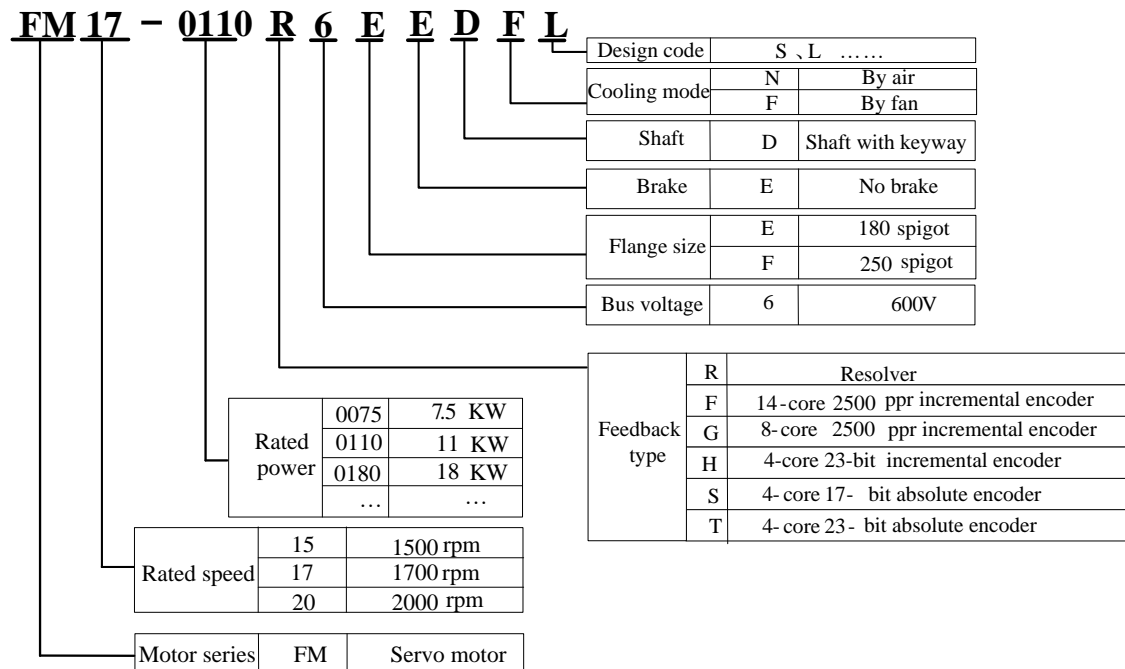 FM17-0110R6EEDFL
Design code S、L ……
Cooling mode N By air
F By fan
Shaft D Shaft with keyway
Brake E No brake
Flange size E 180 spigot
F 250 spigot
Bus voltage 6 600V
Feedback type R Resolver
F 14-core 2500 ppr incremental encoder
G 8-core 2500 ppr incremental encoder
H 4-core 23-bit incremental encoder
S 4-core 17- bit absolute encoder
T 4-core 23- bit absolute encoder
Rated power 0075 7.5 KW
0110 11 KW
0180 18 KW
… …
Rated speed 15 1500 rpm
17 1700 rpm
20 2000 rpm
Motor series FM Servo motor